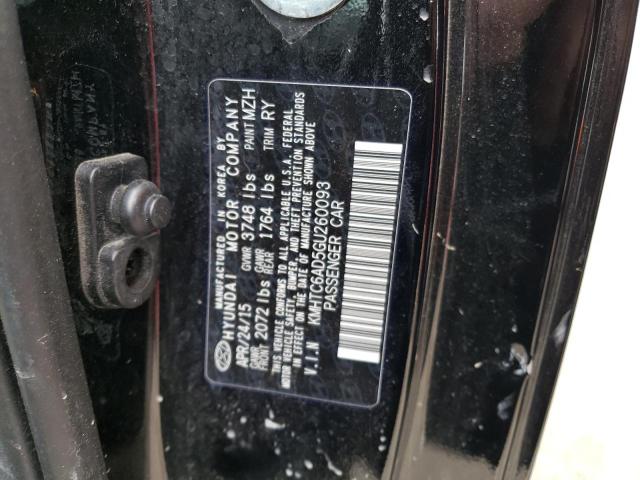 MANUFACTURED IN KOREA BY
HYUNDAI MOTOR COMPANY
APR/24/15 GVWR 3748 lbs PAINT MZH
GAWR FRONT 2072 lbs GAWR REAR 1764 lbs TRIM RY
THIS VEHICLE CONFORMS TO ALL APPLICABLE U.S.A. FEDERAL
MOTOR VEHICLE SAFETY, BUMPER, AND THEFT PREVENTION STANDARDS
IN EFFECT ON THE DATE OF MANUFACTURE SHOWN ABOVE
V.I.N KMHTC6AD5GU260093
PASSENGER CAR